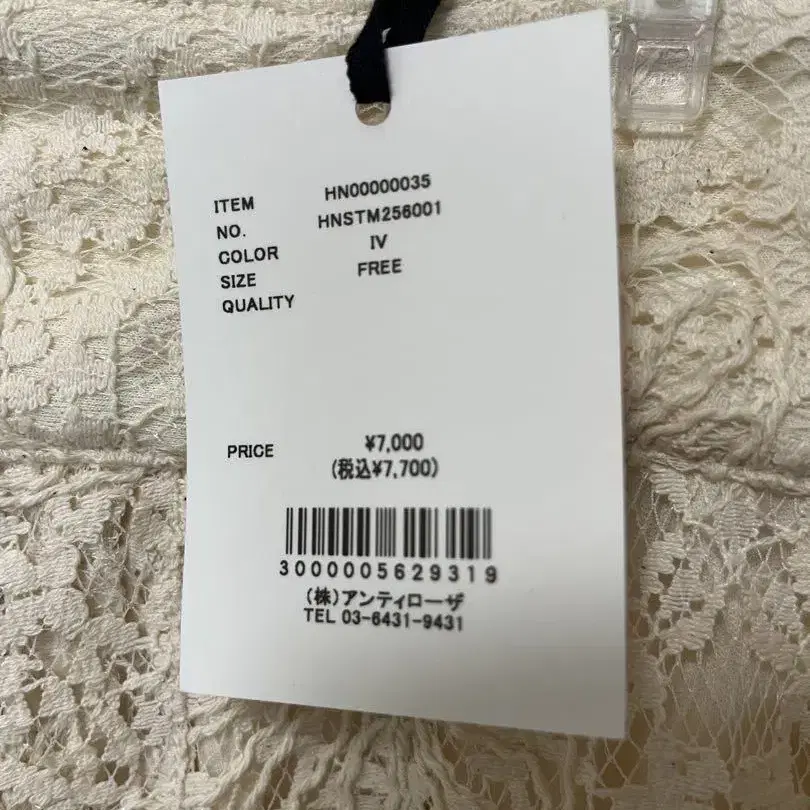 ITEM HN00000035
NO. HNSTM256001
COLOR IV
SIZE FREE
QUALITY
PRICE ¥7,000
(税込¥7,700)
3000005629319
(株)アンティローザ
TEL 03-6431-9431